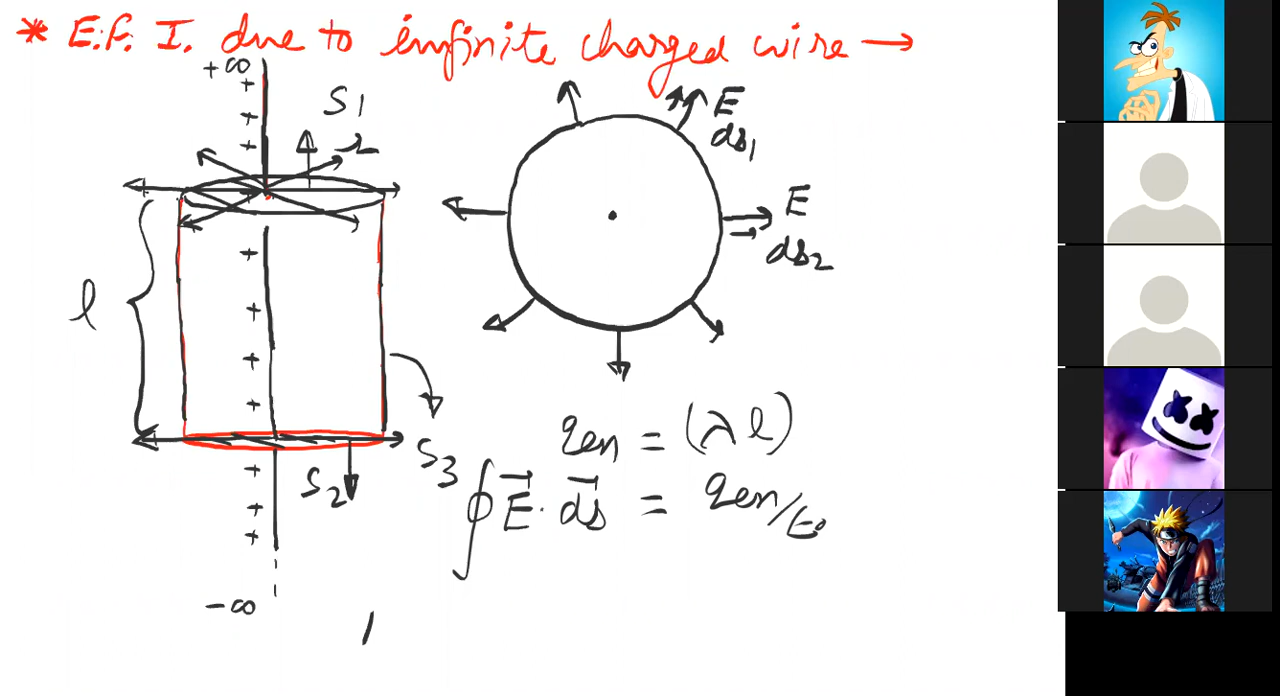 * E.F. I. due to infinite charged wire →
+∞
S1
r
E
ds1
E
ds2
l
S3
S2
qen = (λl)
∮E⃗ · ds⃗ = qen/ε0
-∞